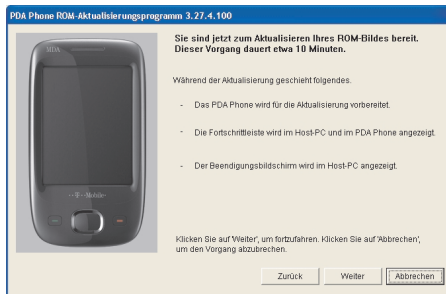 PDA Phone ROM-Aktualisierungsprogramm 3.27.4.100
MDA
Sie sind jetzt zum Aktualisieren Ihres ROM-Bildes bereit.
Dieser Vorgang dauert etwa 10 Minuten.
Während der Aktualisierung geschieht folgendes.
- Das PDA Phone wird für die Aktualisierung vorbereitet.
- Die Fortschrittleiste wird im Host-PC und im PDA Phone angezeigt.
- Der Beendigungsbildschirm wird im Host-PC angezeigt.
T-Mobile
Klicken Sie auf 'Weiter', um fortzufahren. Klicken Sie auf 'Abbrechen',
um den Vorgang abzubrechen.
Zurück Weiter Abbrechen